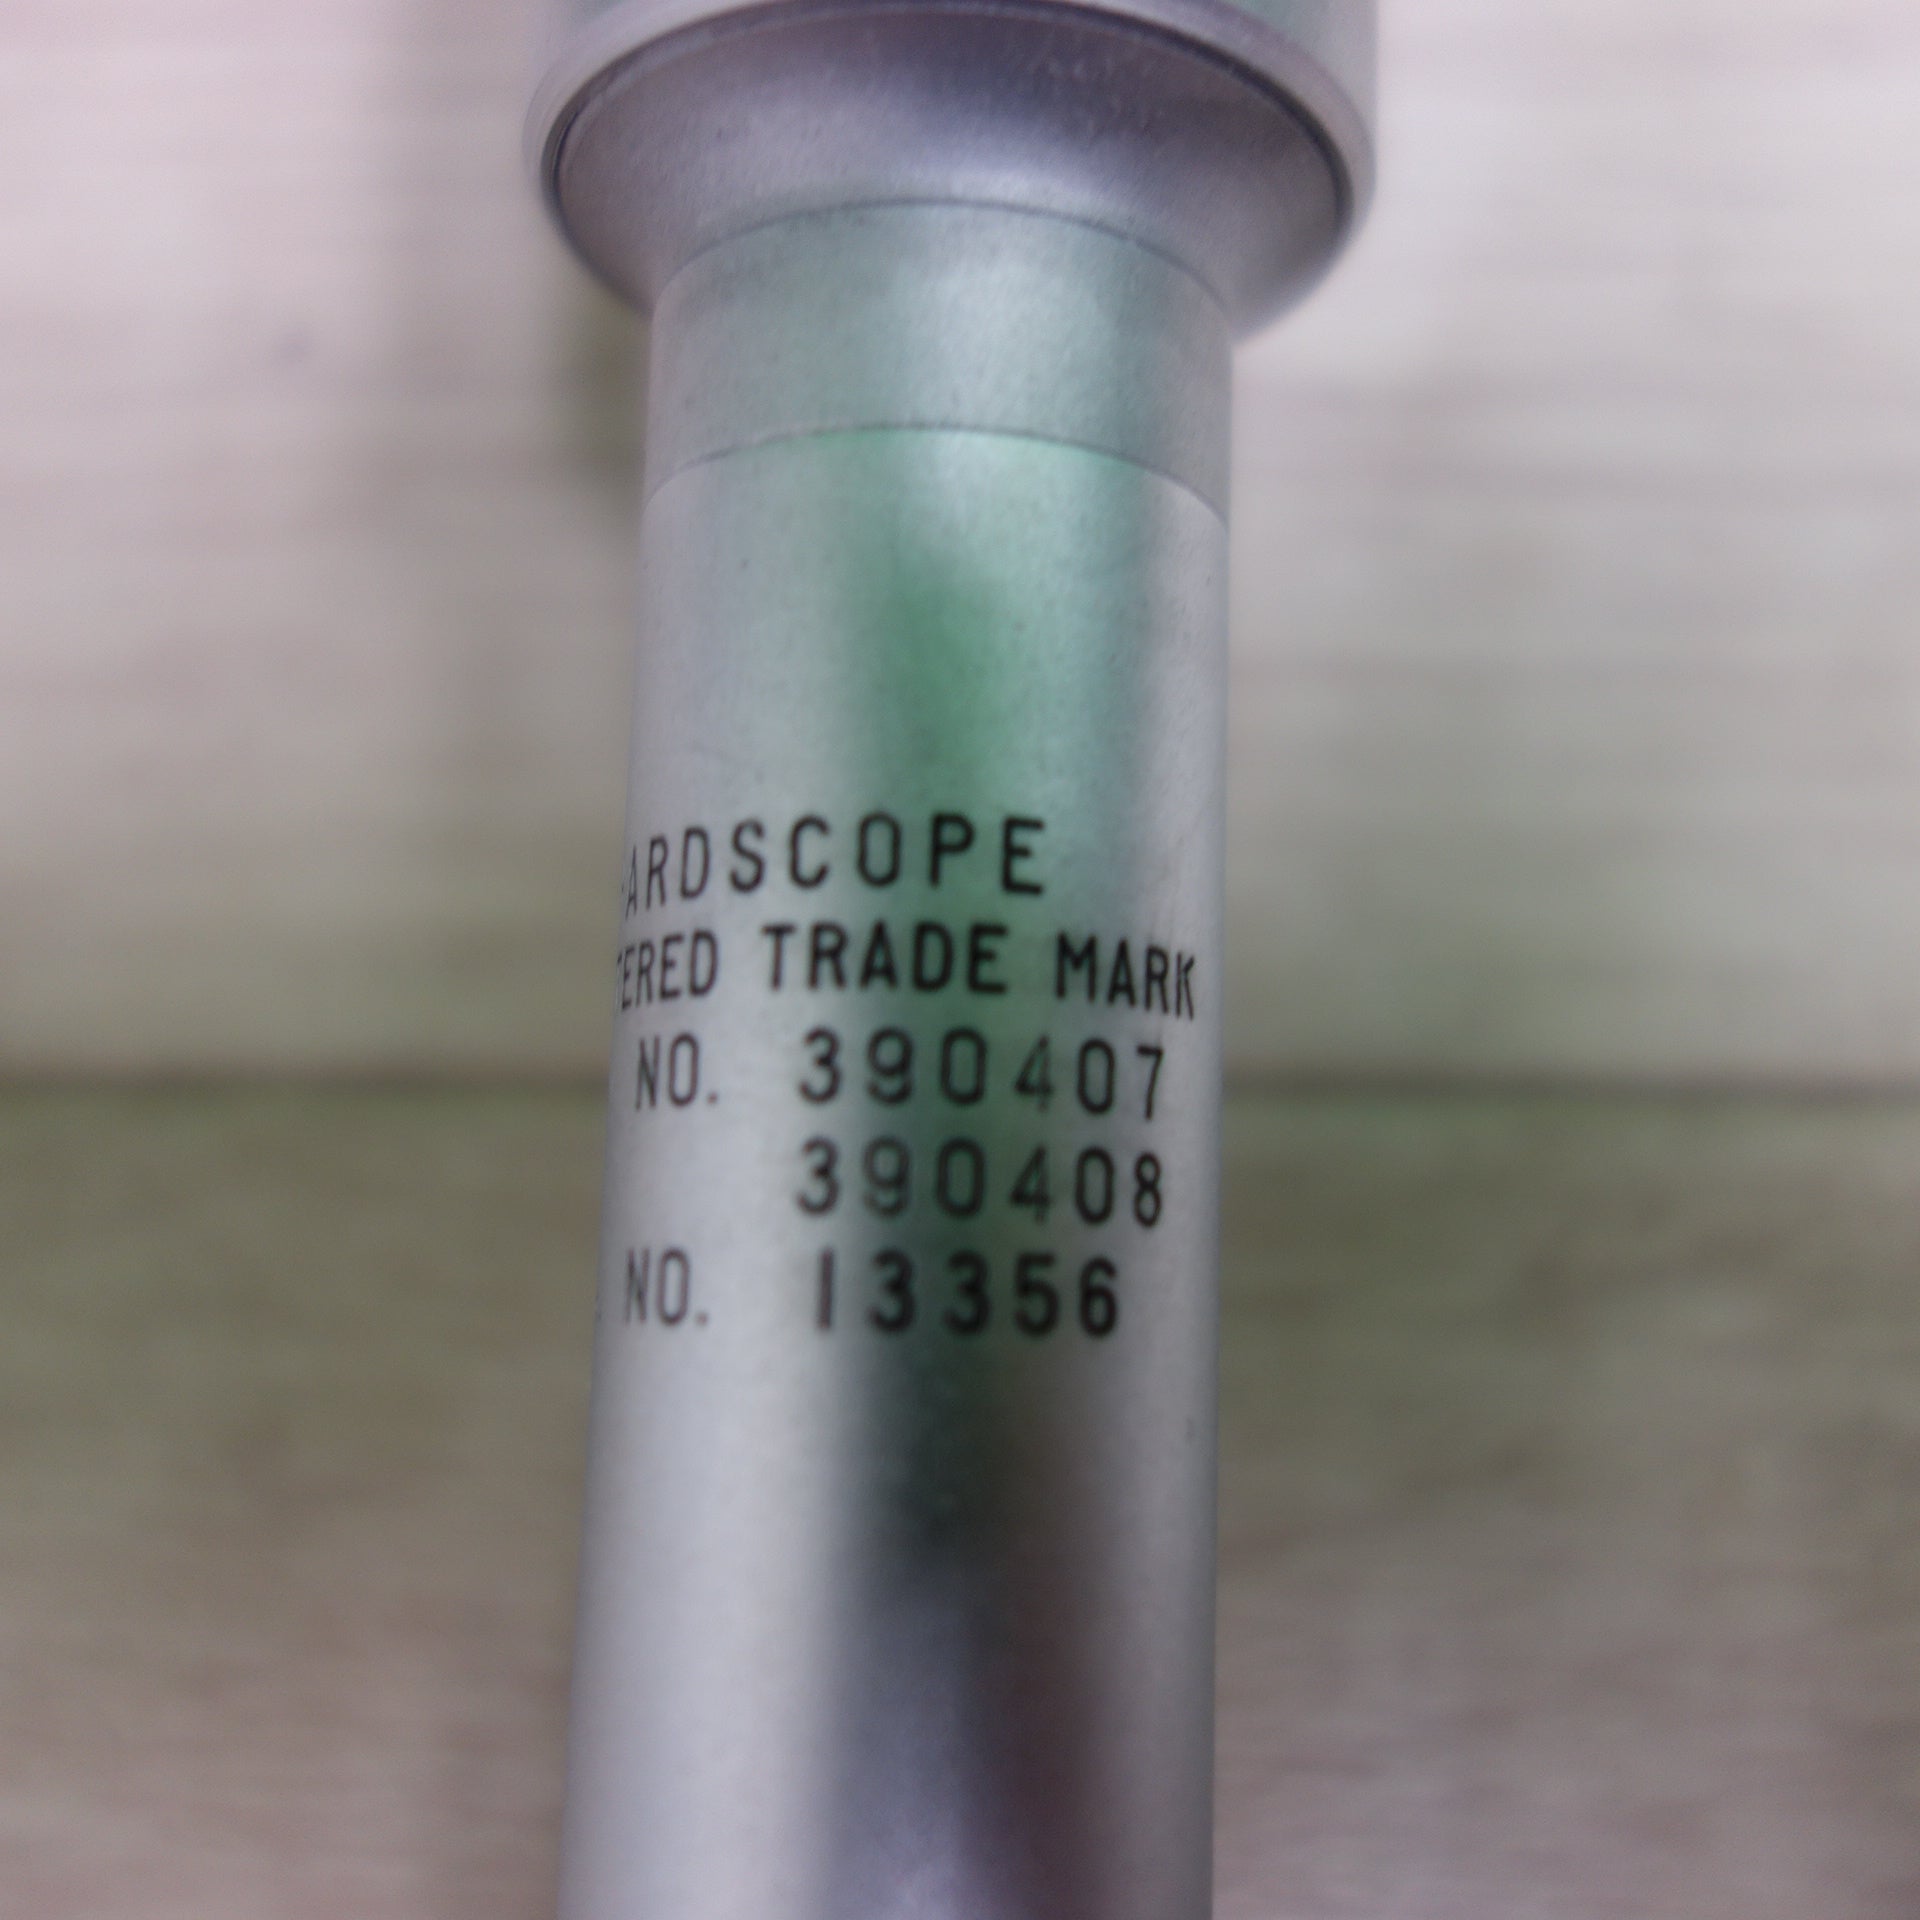 ARDSCOPE
TERED TRADE MARK
NO. 390407
390408
NO. 13356